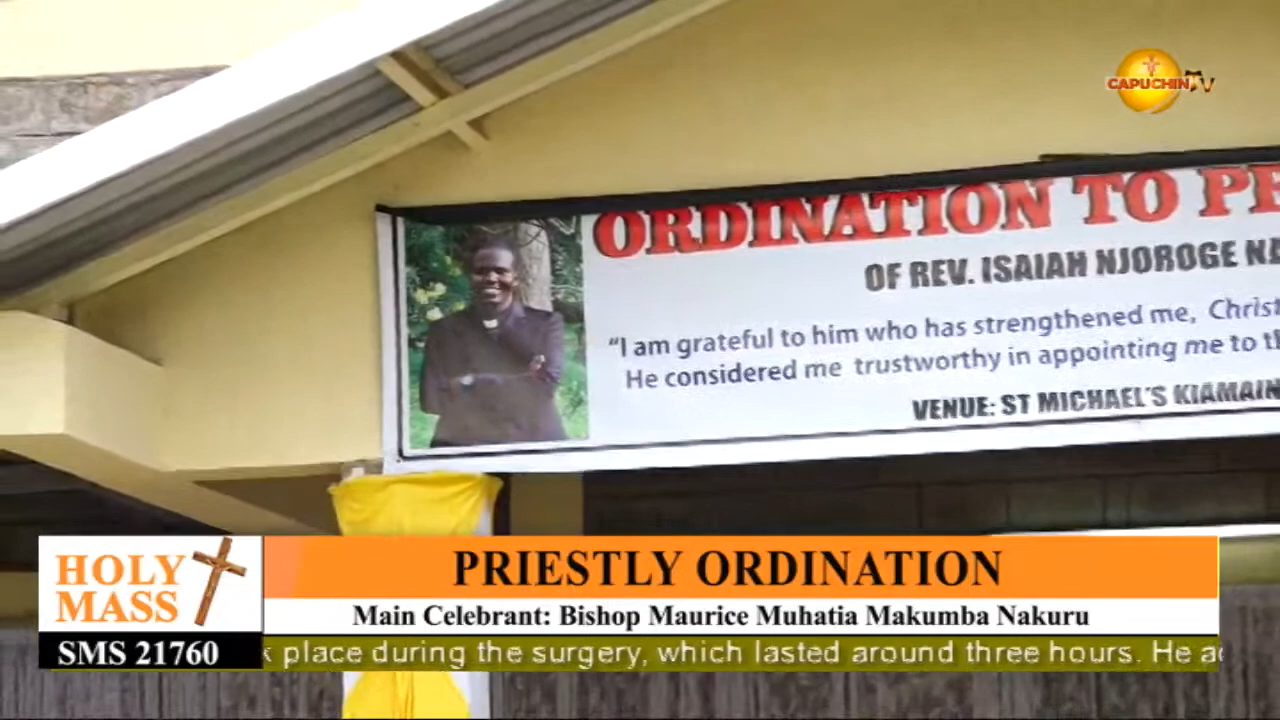 CAPUCHIN TV
ORDINATION TO
OF REV. ISAIAH NJOROGE
“I am grateful to him who has strengthened me, Christ
He considered me trustworthy in appointing me to
VENUE: ST MICHAEL'S
HOLY
MASS
SMS 21760
PRIESTLY ORDINATION
Main Celebrant: Bishop Maurice Muhatia Makumba Nakuru
place during the surgery, which lasted around three hours. He